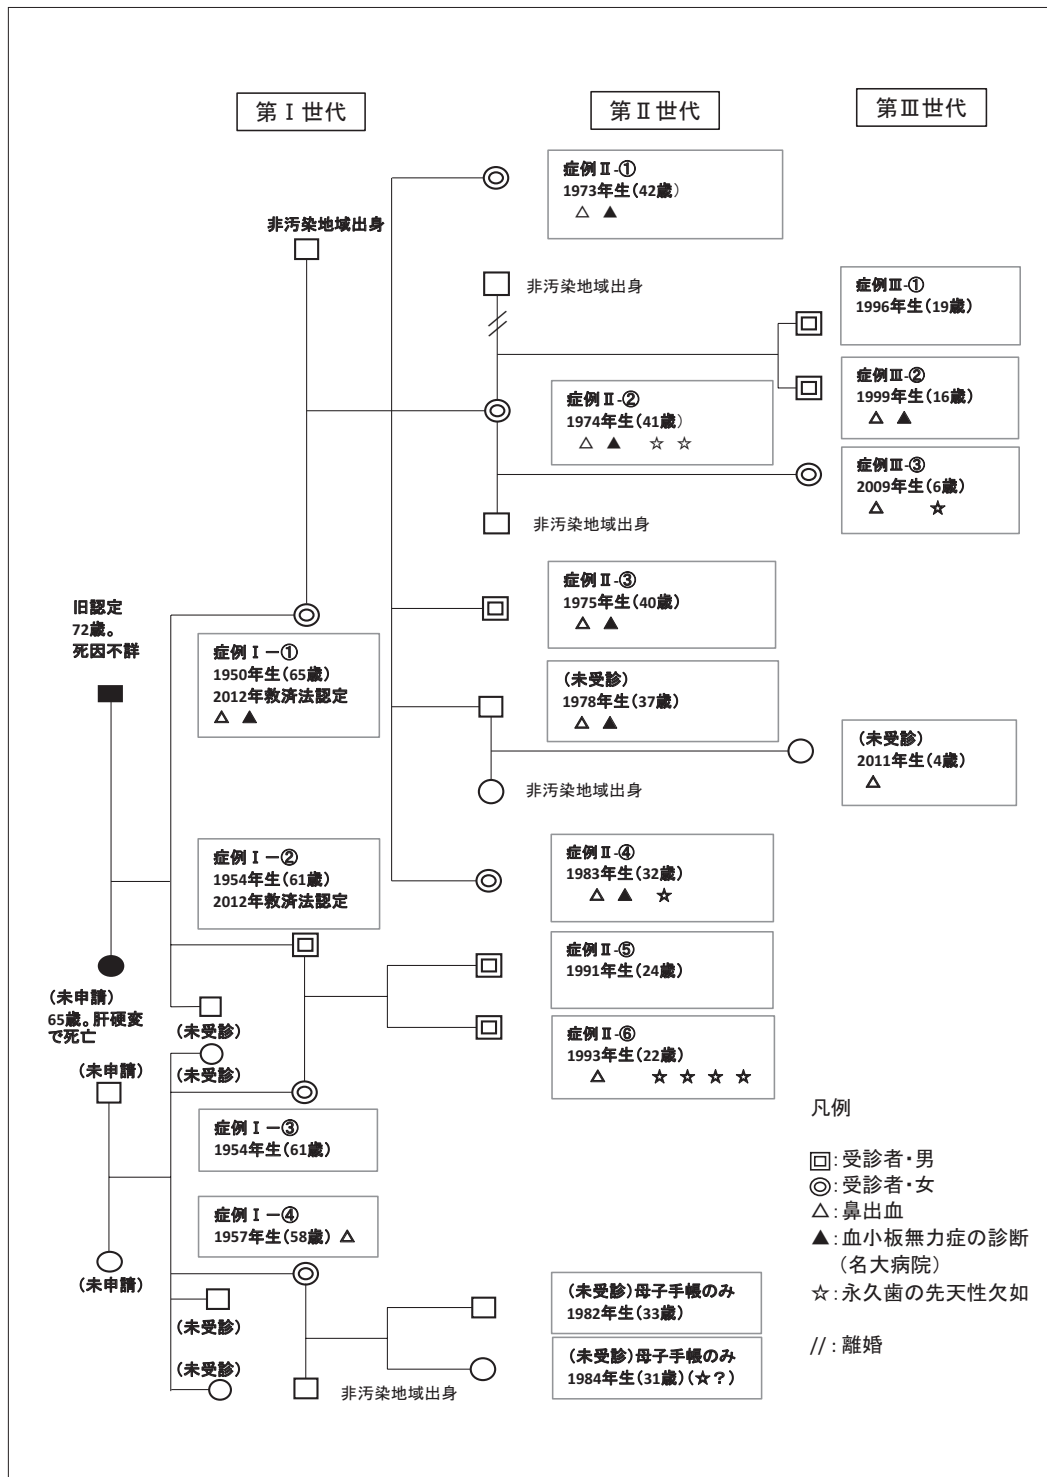 第Ⅰ世代
第Ⅱ世代
第Ⅲ世代
症例Ⅱ-①
1973年生(42歳)
△ ▲
非汚染地域出身
非汚染地域出身
症例Ⅲ-①
1996年生(19歳)
症例Ⅲ-②
1999年生(16歳)
△ ▲
症例Ⅱ-②
1974年生(41歳)
△ ▲ ☆ ☆
症例Ⅲ-③
2009年生(6歳)
△ ☆
非汚染地域出身
症例Ⅱ-③
1975年生(40歳)
△ ▲
旧認定
72歳。
死因不詳
症例Ⅰ-①
1950年生(65歳)
2012年救済法認定
△ ▲
(未受診)
1978年生(37歳)
△ ▲
(未受診)
2011年生(4歳)
△
非汚染地域出身
症例Ⅰ-②
1954年生(61歳)
2012年救済法認定
症例Ⅱ-④
1983年生(32歳)
△ ▲ ☆
症例Ⅱ-⑤
1991年生(24歳)
(未申請)
65歳。肝硬変
で死亡
(未受診)
(未受診)
症例Ⅱ-⑥
1993年生(22歳)
△ ☆ ☆ ☆ ☆
(未申請)
症例Ⅰ-③
1954年生(61歳)
症例Ⅰ-④
1957年生(58歳) △
(未申請)
(未受診)
(未受診)
(未受診)母子手帳のみ
1982年生(33歳)
(未受診)母子手帳のみ
1984年生(31歳)(☆?)
非汚染地域出身
凡例
回:受診者・男
◎:受診者・女
△:鼻出血
▲:血小板無力症の診断
(名大病院)
☆:永久歯の先天性欠如
//:離婚